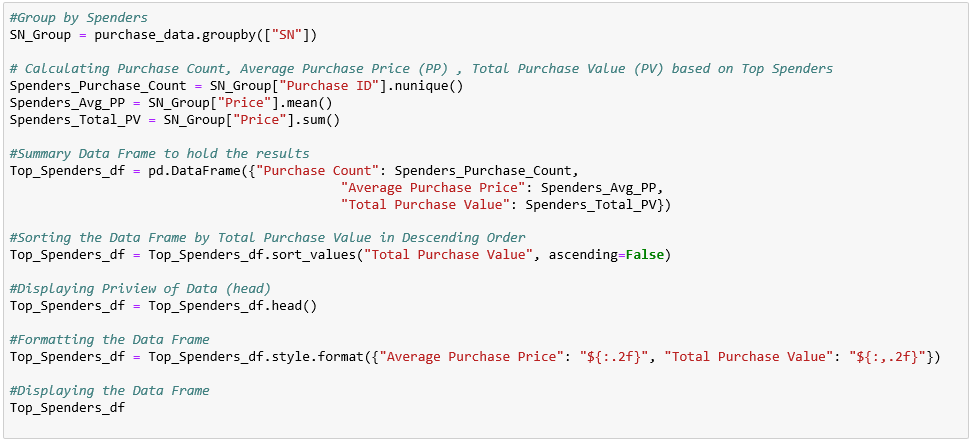 #Group by Spenders
SN_Group = purchase_data.groupby(["SN"])

# Calculating Purchase Count, Average Purchase Price (PP) , Total Purchase Value (PV) based on Top Spenders
Spenders_Purchase_Count = SN_Group["Purchase ID"].nunique()
Spenders_Avg_PP = SN_Group["Price"].mean()
Spenders_Total_PV = SN_Group["Price"].sum()

#Summary Data Frame to hold the results
Top_Spenders_df = pd.DataFrame({"Purchase Count": Spenders_Purchase_Count,
                                "Average Purchase Price": Spenders_Avg_PP,
                                "Total Purchase Value": Spenders_Total_PV})

#Sorting the Data Frame by Total Purchase Value in Descending Order
Top_Spenders_df = Top_Spenders_df.sort_values("Total Purchase Value", ascending=False)

#Displaying Priview of Data (head)
Top_Spenders_df = Top_Spenders_df.head()

#Formatting the Data Frame
Top_Spenders_df = Top_Spenders_df.style.format({"Average Purchase Price": "${:.2f}", "Total Purchase Value": "${:,.2f}"})

#Displaying the Data Frame
Top_Spenders_df